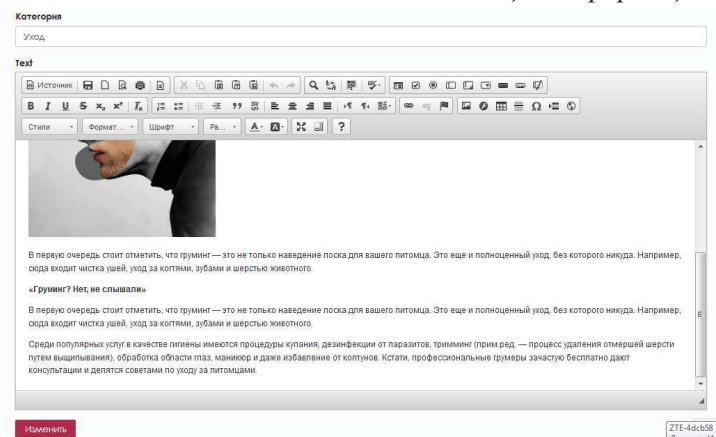 Категория
Уход
Text
Источник
B I U S x₂ x² Iₓ
Стили Формат... Шрифт Ра... A A ?
В первую очередь стоит отметить, что груминг — это не только наведение лоска для вашего питомца. Это еще и полноценный уход, без которого никуда. Например,
сюда входит чистка ушей, уход за когтями, зубами и шерстью животного.
«Груминг? Нет, не слышали»
В первую очередь стоит отметить, что груминг — это не только наведение лоска для вашего питомца. Это еще и полноценный уход, без которого никуда. Например,
сюда входит чистка ушей, уход за когтями, зубами и шерстью животного.
Среди популярных услуг в качестве гигиены имеются процедуры купания, дезинфекции от паразитов, тримминг (прим.ред. — процесс удаления отмершей шерсти
путем выщипывания), обработка области глаз, маникюр и даже избавление от колтунов. Кстати, профессиональные грумеры зачастую бесплатно дают
консультации и делятся советами по уходу за питомцами.
Изменить
ZTE-4dcb58